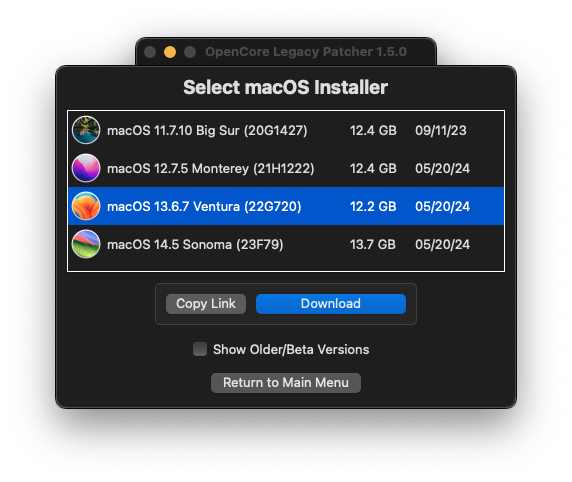 OpenCore Legacy Patcher 1.5.0
Select macOS Installer
macOS 11.7.10 Big Sur (20G1427) 12.4 GB 09/11/23
macOS 12.7.5 Monterey (21H1222) 12.4 GB 05/20/24
macOS 13.6.7 Ventura (22G720) 12.2 GB 05/20/24
macOS 14.5 Sonoma (23F79) 13.7 GB 05/20/24
Copy Link Download
Show Older/Beta Versions
Return to Main Menu